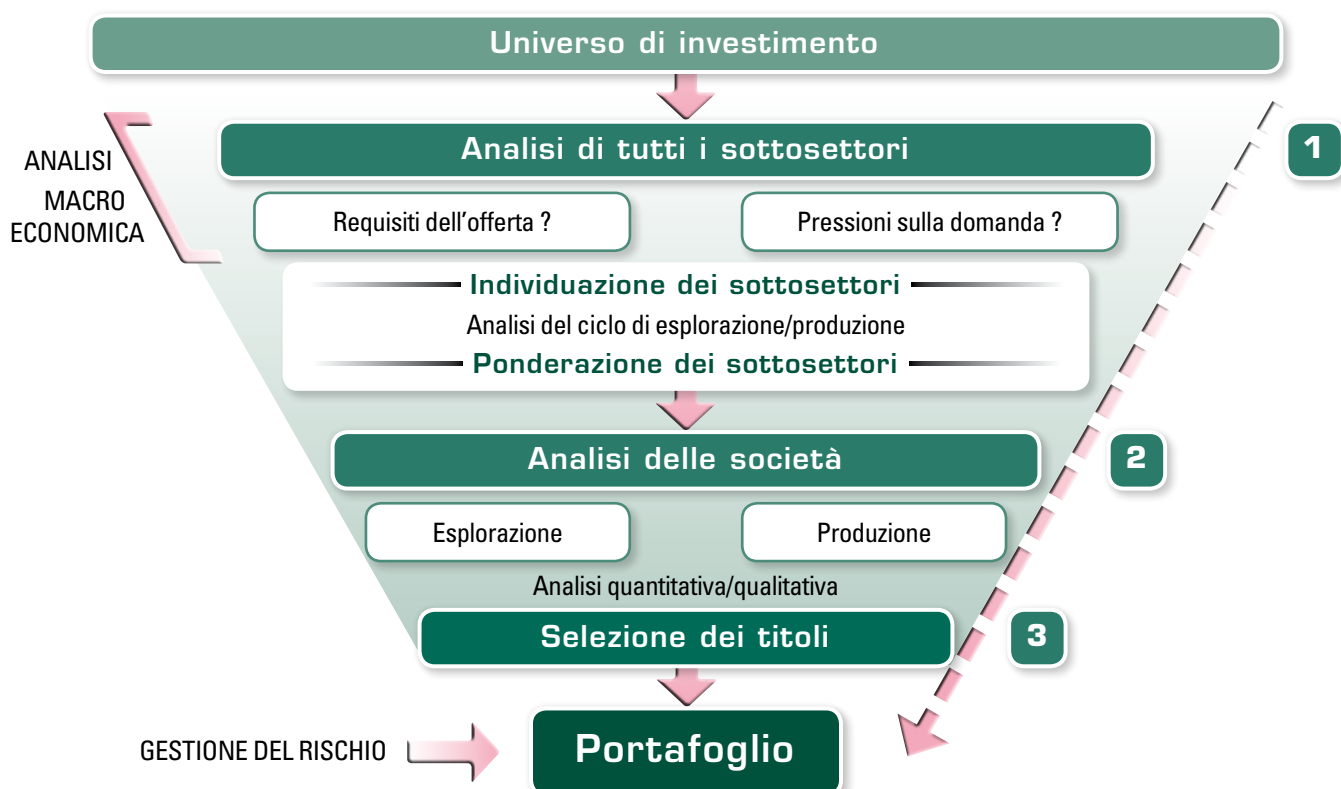 Universo di investimento
Analisi di tutti i sottosettori
1
ANALISI
MACRO
ECONOMICA
Requisiti dell'offerta ?
Pressioni sulla domanda ?
Individuazione dei sottosettori
Analisi del ciclo di esplorazione/produzione
Ponderazione dei sottosettori
Analisi delle società
2
Esplorazione
Produzione
Analisi quantitativa/qualitativa
Selezione dei titoli
3
GESTIONE DEL RISCHIO
Portafoglio